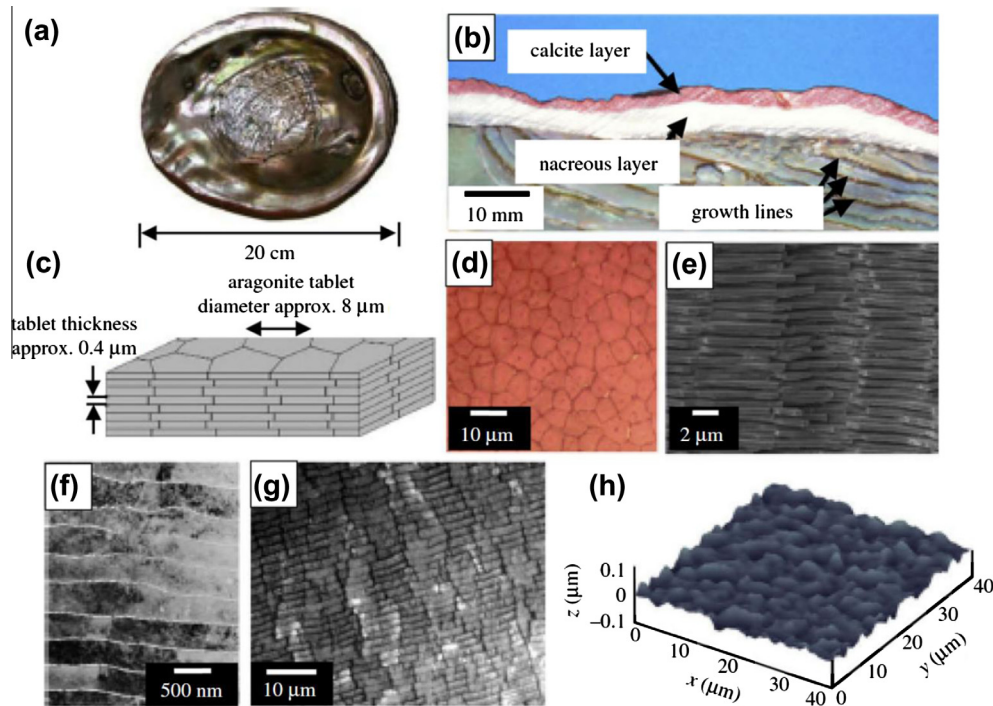 (a)
20 cm
(b)
calcite layer
nacreous layer
10 mm
growth lines
(c)
aragonite tablet
diameter approx. 8 μm
tablet thickness
approx. 0.4 μm
(d)
10 μm
(e)
2 μm
(f)
500 nm
(g)
10 μm
(h)
z (μm)
0.1
0
–0.1
0
10
20
30
40
x (μm)
0
10
20
30
40
y (μm)